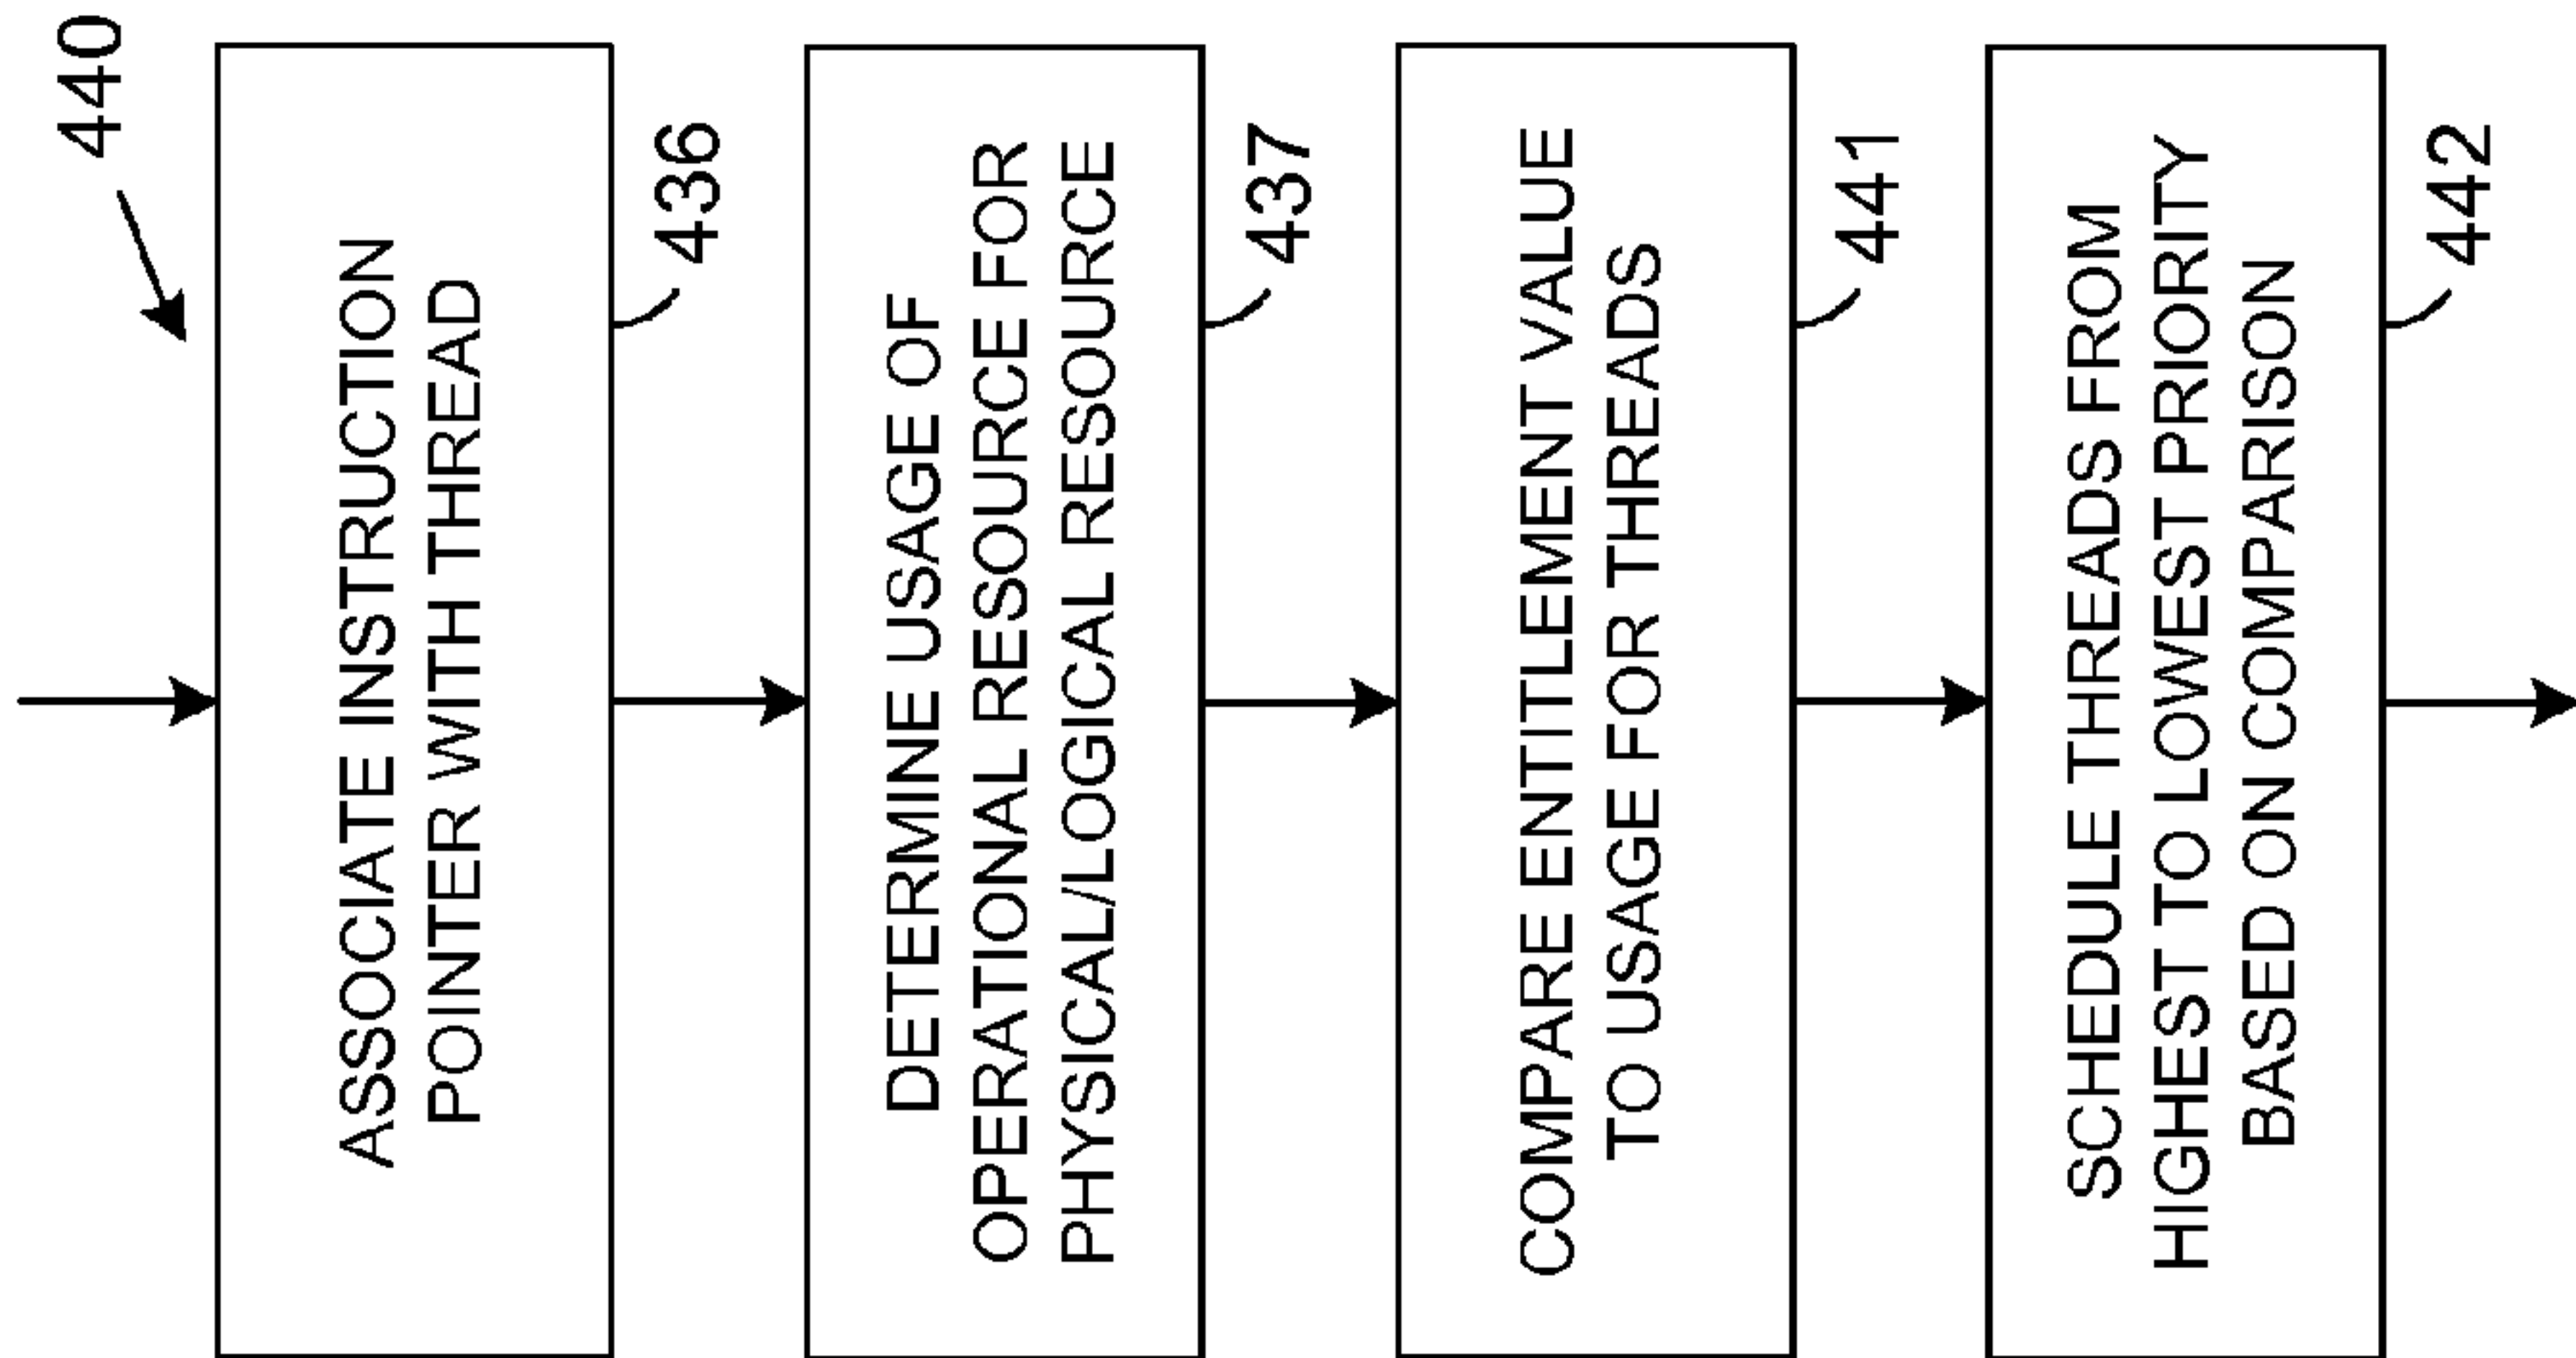 440
ASSOCIATE INSTRUCTION
POINTER WITH THREAD
436
DETERMINE USAGE OF
OPERATIONAL RESOURCE FOR
PHYSICAL/LOGICAL RESOURCE
437
COMPARE ENTITLEMENT VALUE
TO USAGE FOR THREADS
441
SCHEDULE THREADS FROM
HIGHEST TO LOWEST PRIORITY
BASED ON COMPARISON
442